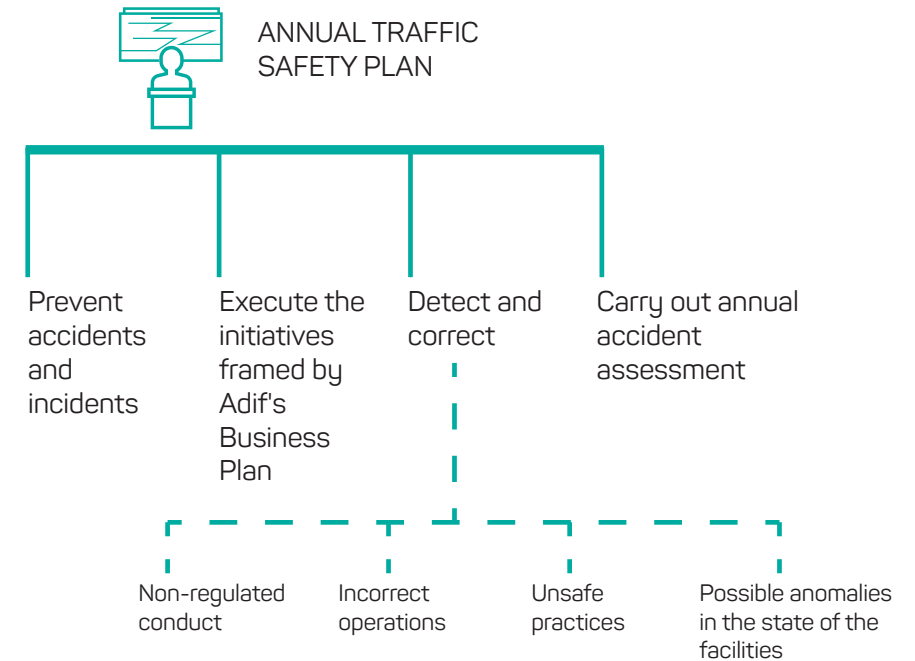 ANNUAL TRAFFIC
SAFETY PLAN
Prevent
accidents
and
incidents
Execute the
initiatives
framed by
Adif's
Business
Plan
Detect and
correct
Carry out annual
accident
assessment
Non-regulated
conduct
Incorrect
operations
Unsafe
practices
Possible anomalies
in the state of the
facilities